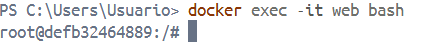 PS C:\Users\Usuario> docker exec -it web bash
root@defb32464889:/#